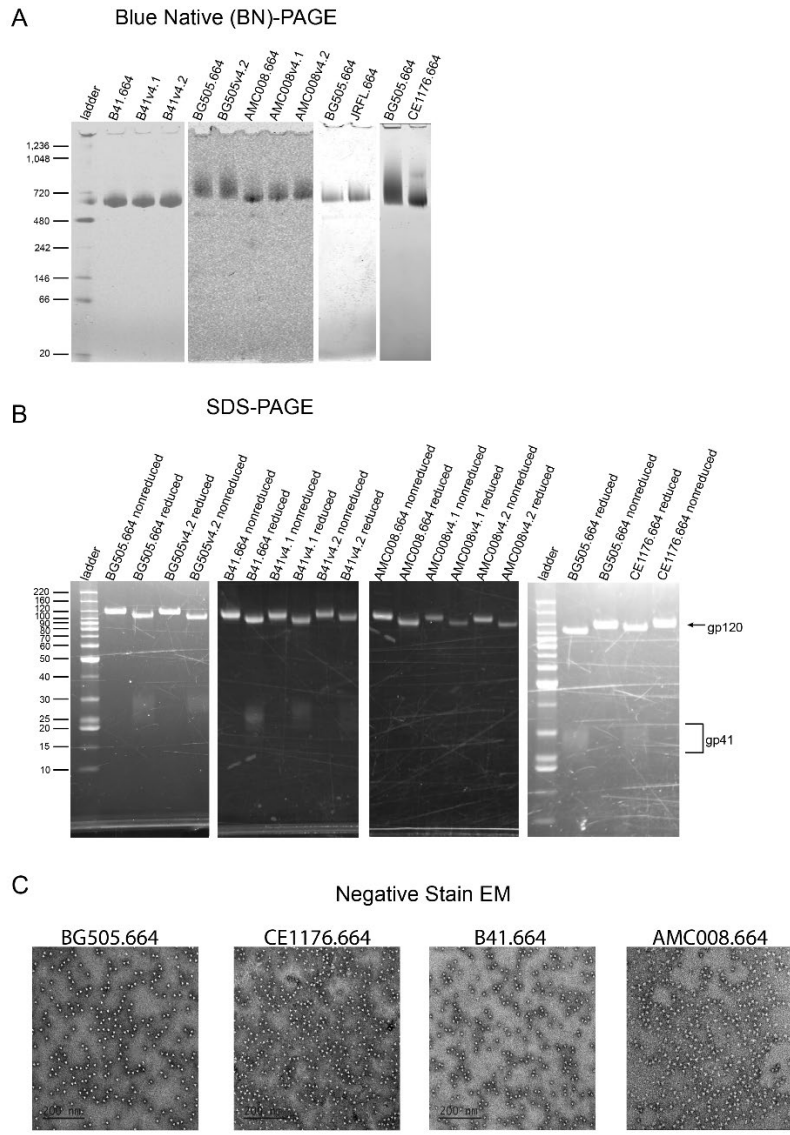 A
Blue Native (BN)-PAGE
ladder
B41.664
B41v4.1
B41v4.2
BG505.664
BG505v4.2
AMC008.664
AMC008v4.1
AMC008v4.2
BG505.664
JRFL.664
BG505.664
CE1176.664
1,236
1,048
720
480
242
146
66
20
B
SDS-PAGE
ladder
BG505.664 nonreduced
BG505.664 reduced
BG505v4.2 reduced
BG505v4.2 nonreduced
B41.664 nonreduced
B41.664 reduced
B41v4.1 nonreduced
B41v4.1 reduced
B41v4.2 nonreduced
B41v4.2 reduced
AMC008.664 nonreduced
AMC008.664 reduced
AMC008v4.1 nonreduced
AMC008v4.1 reduced
AMC008v4.2 nonreduced
AMC008v4.2 reduced
ladder
BG505.664 reduced
BG505.664 nonreduced
CE1176.664 reduced
CE1176.664 nonreduced
220
160
120
100
90
80
70
60
50
40
30
25
20
15
10
gp120
gp41
C
Negative Stain EM
BG505.664
CE1176.664
B41.664
AMC008.664
200 nm
200 nm
200 nm
200 nm